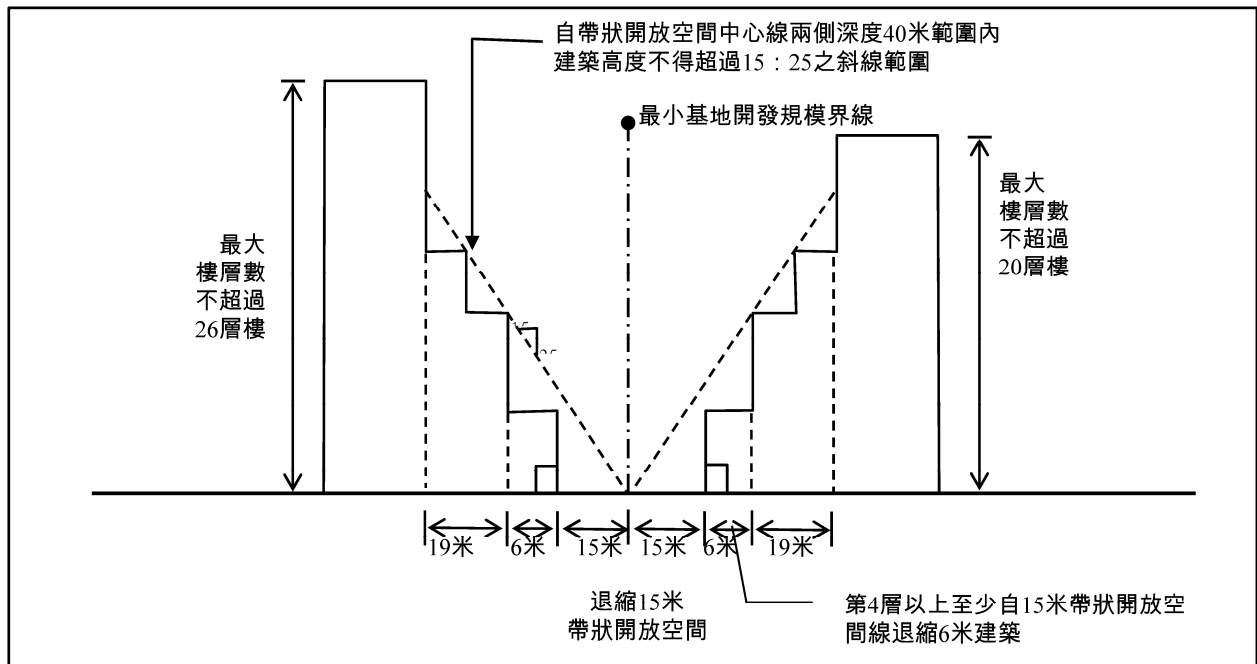 自帶狀開放空間中心線兩側深度40米範圍內
建築高度不得超過15：25之斜線範圍
最小基地開發規模界線
最大
樓層數
不超過
26層樓
最大
樓層數
不超過
20層樓
19米
6米
15米
15米
6米
19米
退縮15米
帶狀開放空間
第4層以上至少自15米帶狀開放空
間線退縮6米建築